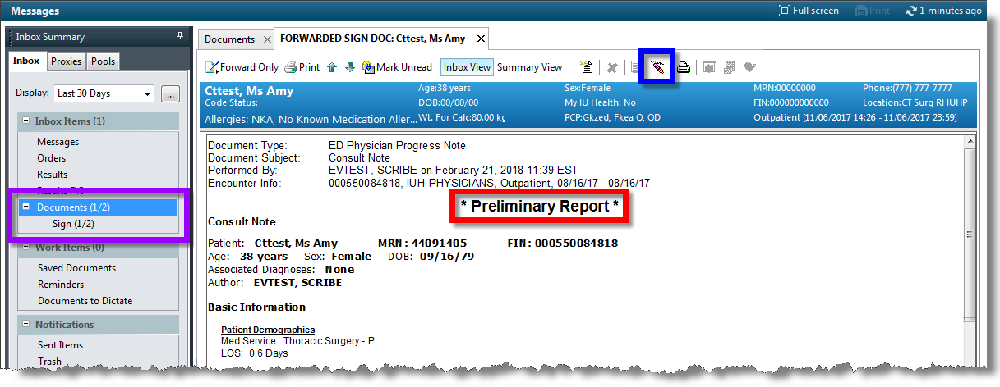 Messages
Full screen Print 1 minutes ago
Inbox Summary
Documents FORWARDED SIGN DOC: Cttest, Ms Amy
Inbox Proxies Pools
Forward Only Print Mark Unread Inbox View Summary View
Display: Last 30 Days ...
Cttest, Ms Amy Age:38 years Sex:Female MRN:00000000 Phone:(777) 777-7777
Code Status: DOB:00/00/00 My IU Health: No FIN:000000000000 Location:CT Surg RI IUHP
Allergies: NKA, No Known Medication Aller... Wt. For Calc:80.00 kg PCP:Gkzed, Fkea Q, QD Outpatient [11/06/2017 14:26 - 11/06/2017 23:59]
Inbox Items (1)
Messages
Orders
Results
Documents (1/2)
Sign (1/2)
Work Items (0)
Saved Documents
Reminders
Documents to Dictate
Notifications
Sent Items
Trash
Document Type: ED Physician Progress Note
Document Subject: Consult Note
Performed By: EVTEST, SCRIBE on February 21, 2018 11:39 EST
Encounter Info: 000550084818, IUH PHYSICIANS, Outpatient, 08/16/17 - 08/16/17
* Preliminary Report *
Consult Note
Patient: Cttest, Ms Amy MRN: 44091405 FIN: 000550084818
Age: 38 years Sex: Female DOB: 09/16/79
Associated Diagnoses: None
Author: EVTEST, SCRIBE
Basic Information
Patient Demographics
Med Service: Thoracic Surgery - P
LOS: 0.6 Days